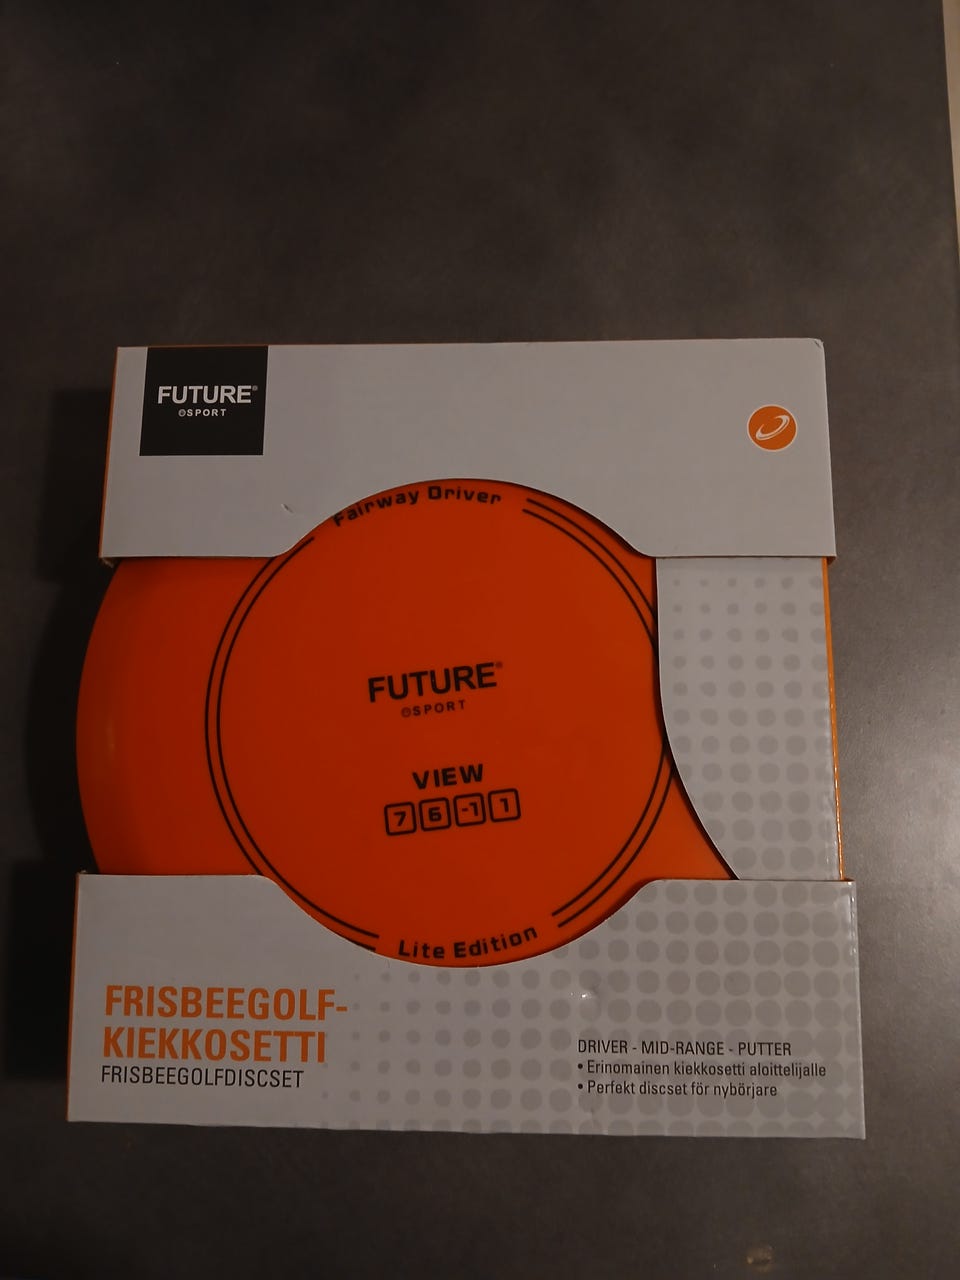 FUTURE®
SPORT
Fairway Driver
FUTURE®
SPORT
VIEW
7 6 -1 1
Lite Edition
FRISBEEGOLF-
KIEKKOSETTI
FRISBEEGOLFDISCSET
DRIVER - MID-RANGE - PUTTER
• Erinomainen kiekkosetti aloittelijalle
• Perfekt discset för nybörjare